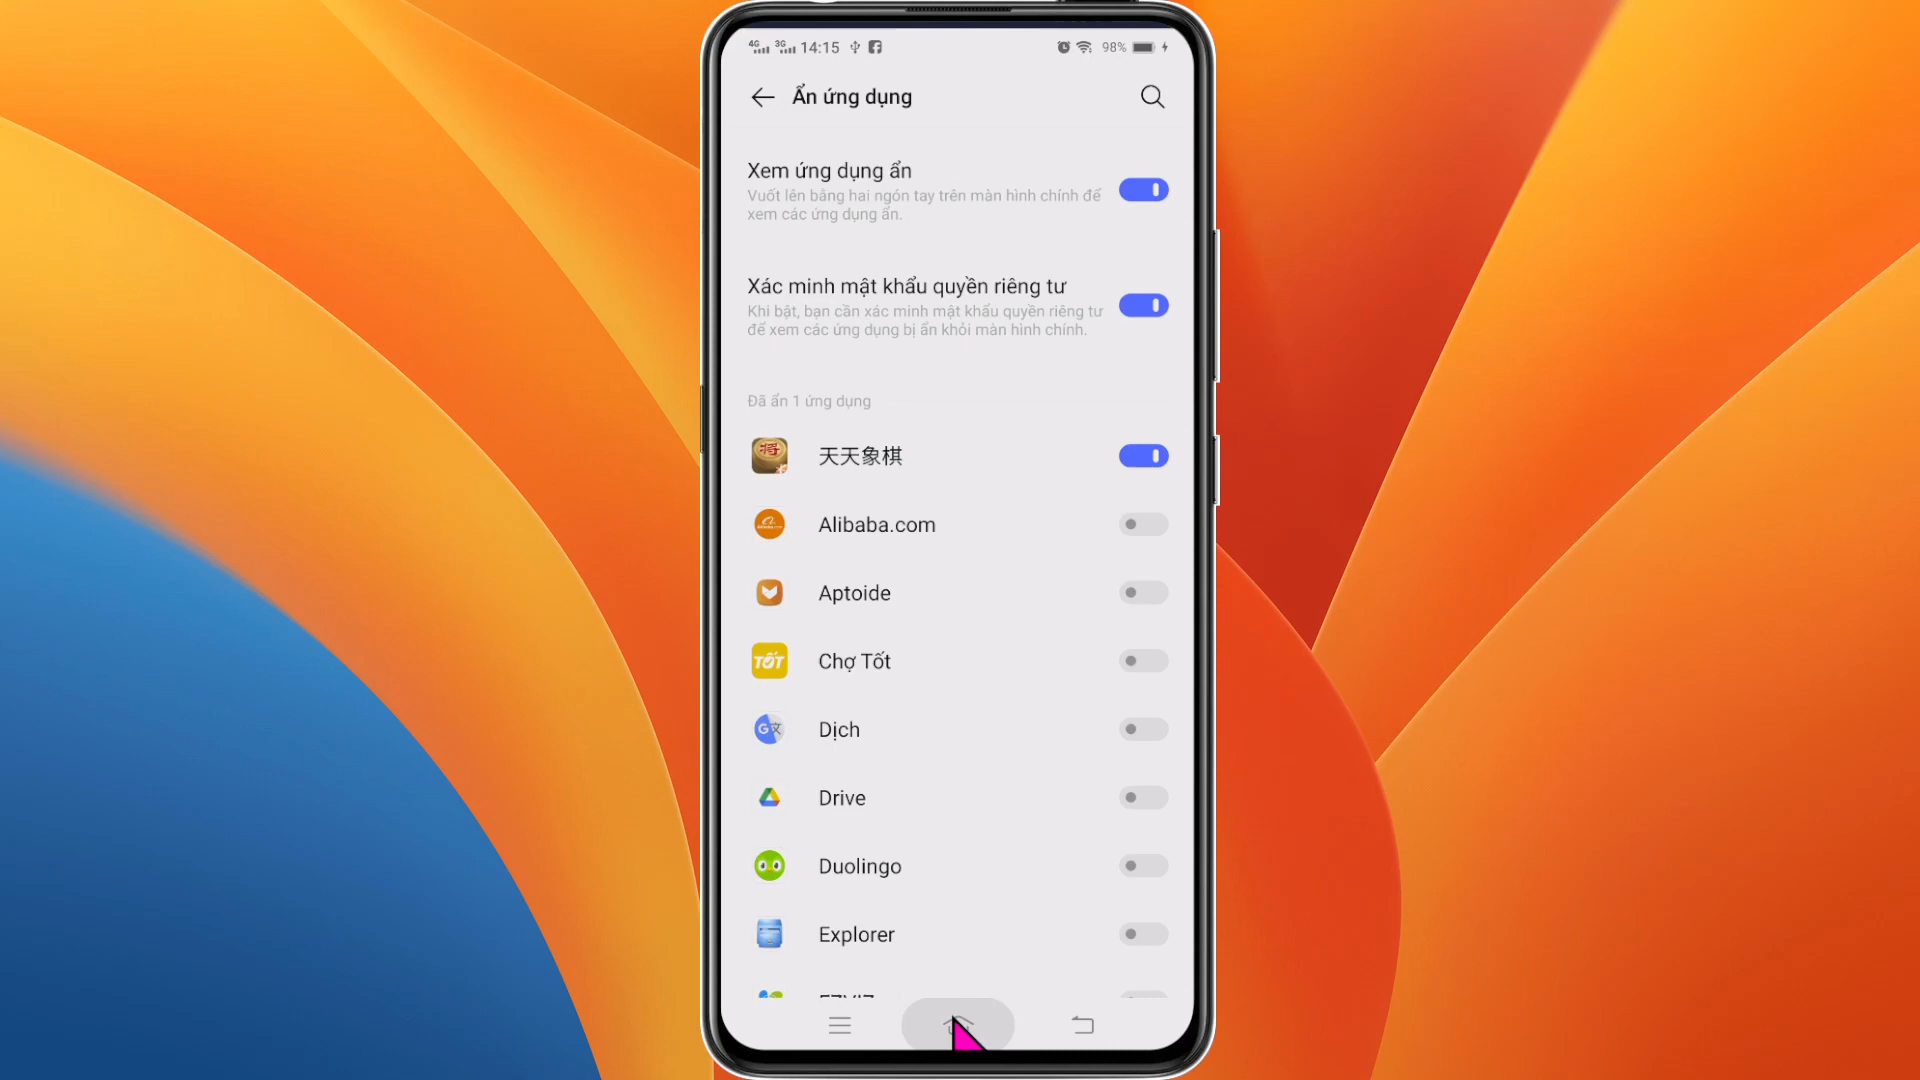 4G 3G 14:15 98%
Ẩn ứng dụng
Xem ứng dụng ẩn
Vuốt lên bằng hai ngón tay trên màn hình chính để
xem các ứng dụng ẩn.
Xác minh mật khẩu quyền riêng tư
Khi bật, bạn cần xác minh mật khẩu quyền riêng tư
để xem các ứng dụng bị ẩn khỏi màn hình chính.
Đã ẩn 1 ứng dụng
天天象棋
Alibaba.com
Aptoide
TỐT Chợ Tốt
Dịch
Drive
Duolingo
Explorer